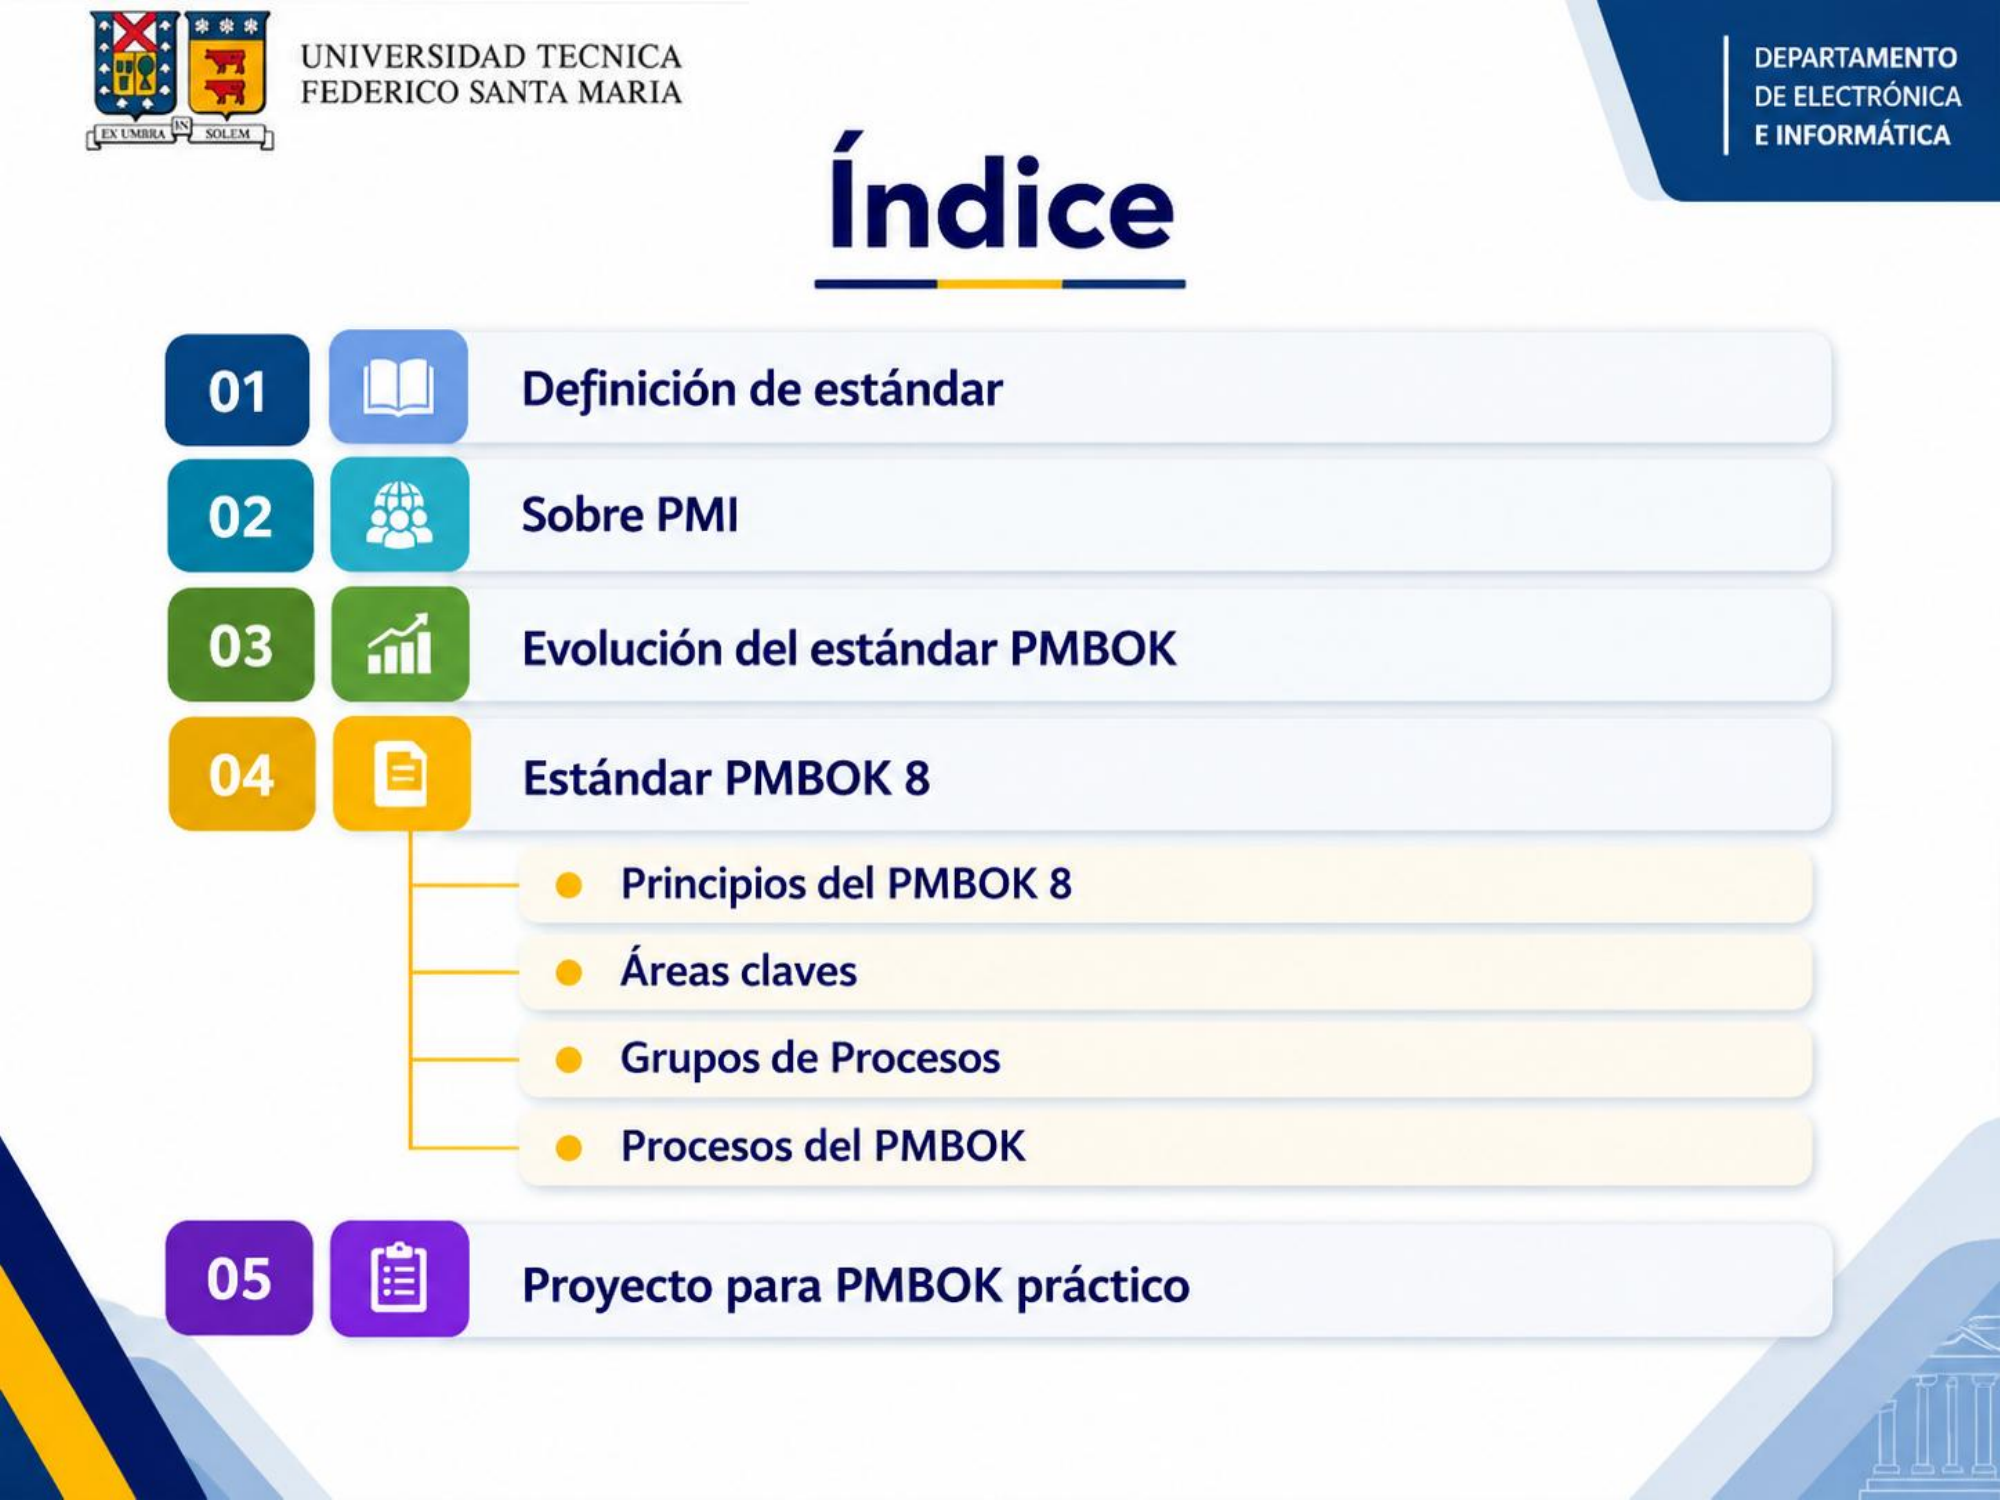 UNIVERSIDAD TECNICA
FEDERICO SANTA MARIA
EX UMBRA IN SOLEM
DEPARTAMENTO
DE ELECTRÓNICA
E INFORMÁTICA
Índice
01 Definición de estándar
02 Sobre PMI
03 Evolución del estándar PMBOK
04 Estándar PMBOK 8
Principios del PMBOK 8
Áreas claves
Grupos de Procesos
Procesos del PMBOK
05 Proyecto para PMBOK práctico